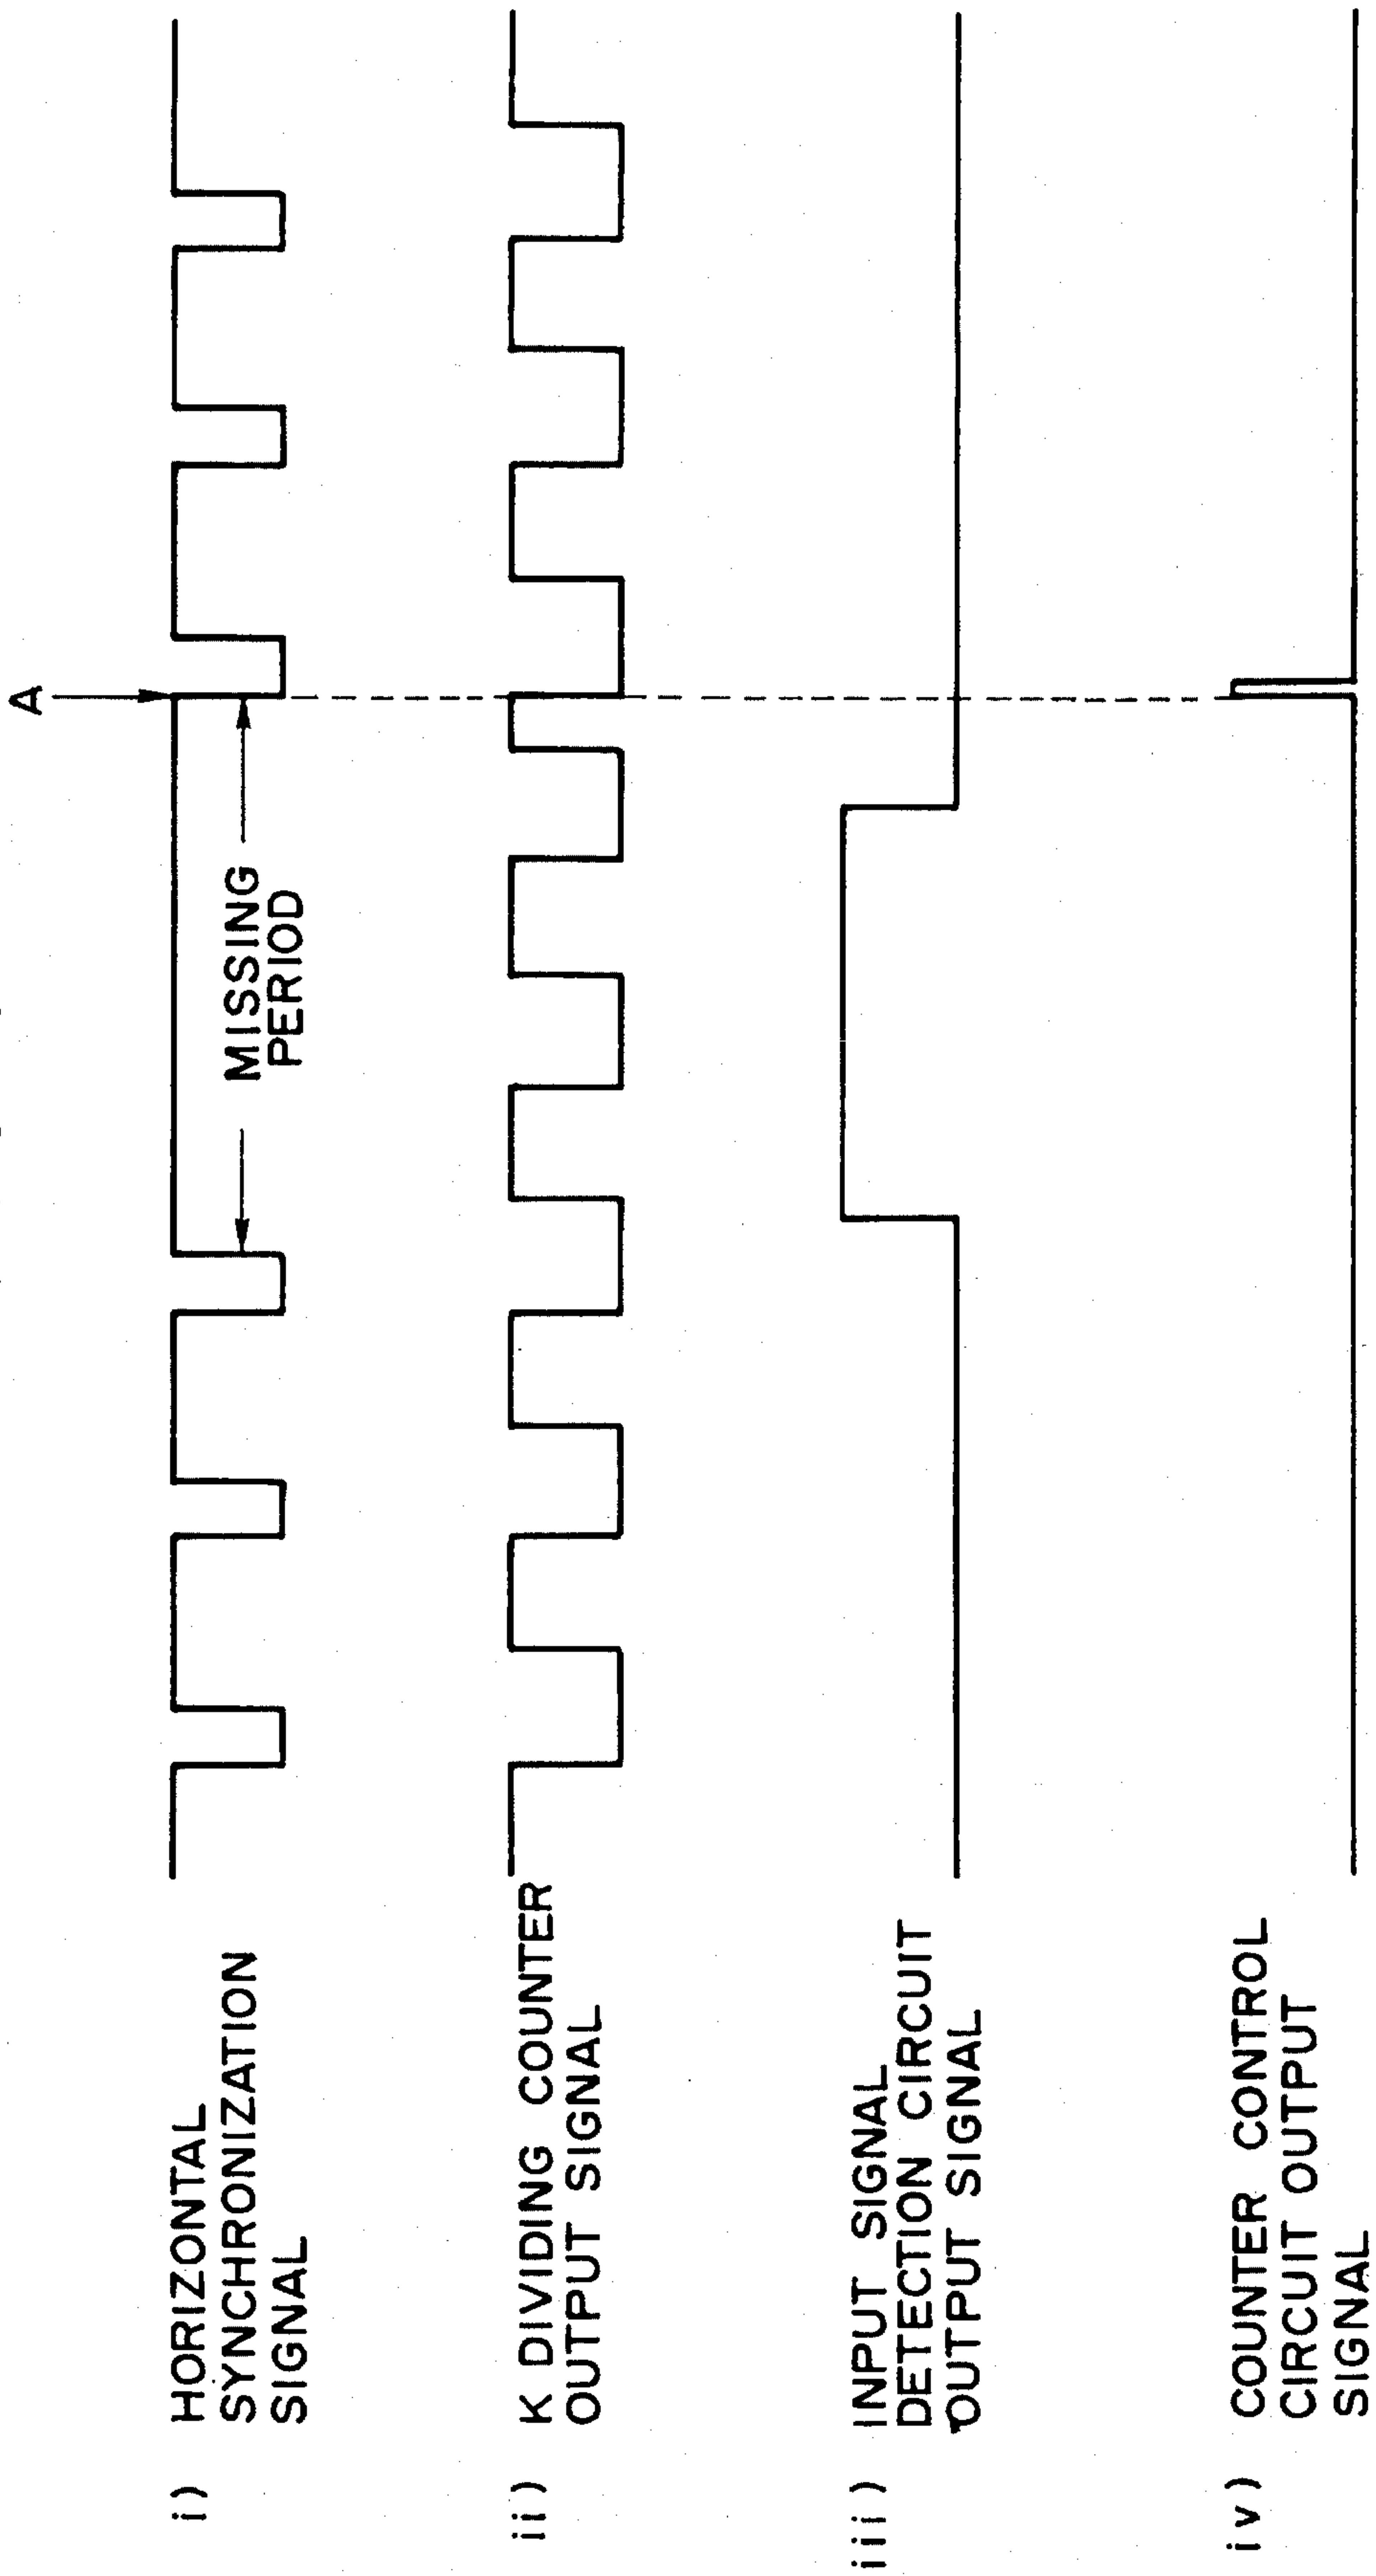 A
MISSING
PERIOD
i) HORIZONTAL
SYNCHRONIZATION
SIGNAL
ii) K DIVIDING COUNTER
OUTPUT SIGNAL
iii) INPUT SIGNAL
DETECTION CIRCUIT
OUTPUT SIGNAL
iv) COUNTER CONTROL
CIRCUIT OUTPUT
SIGNAL